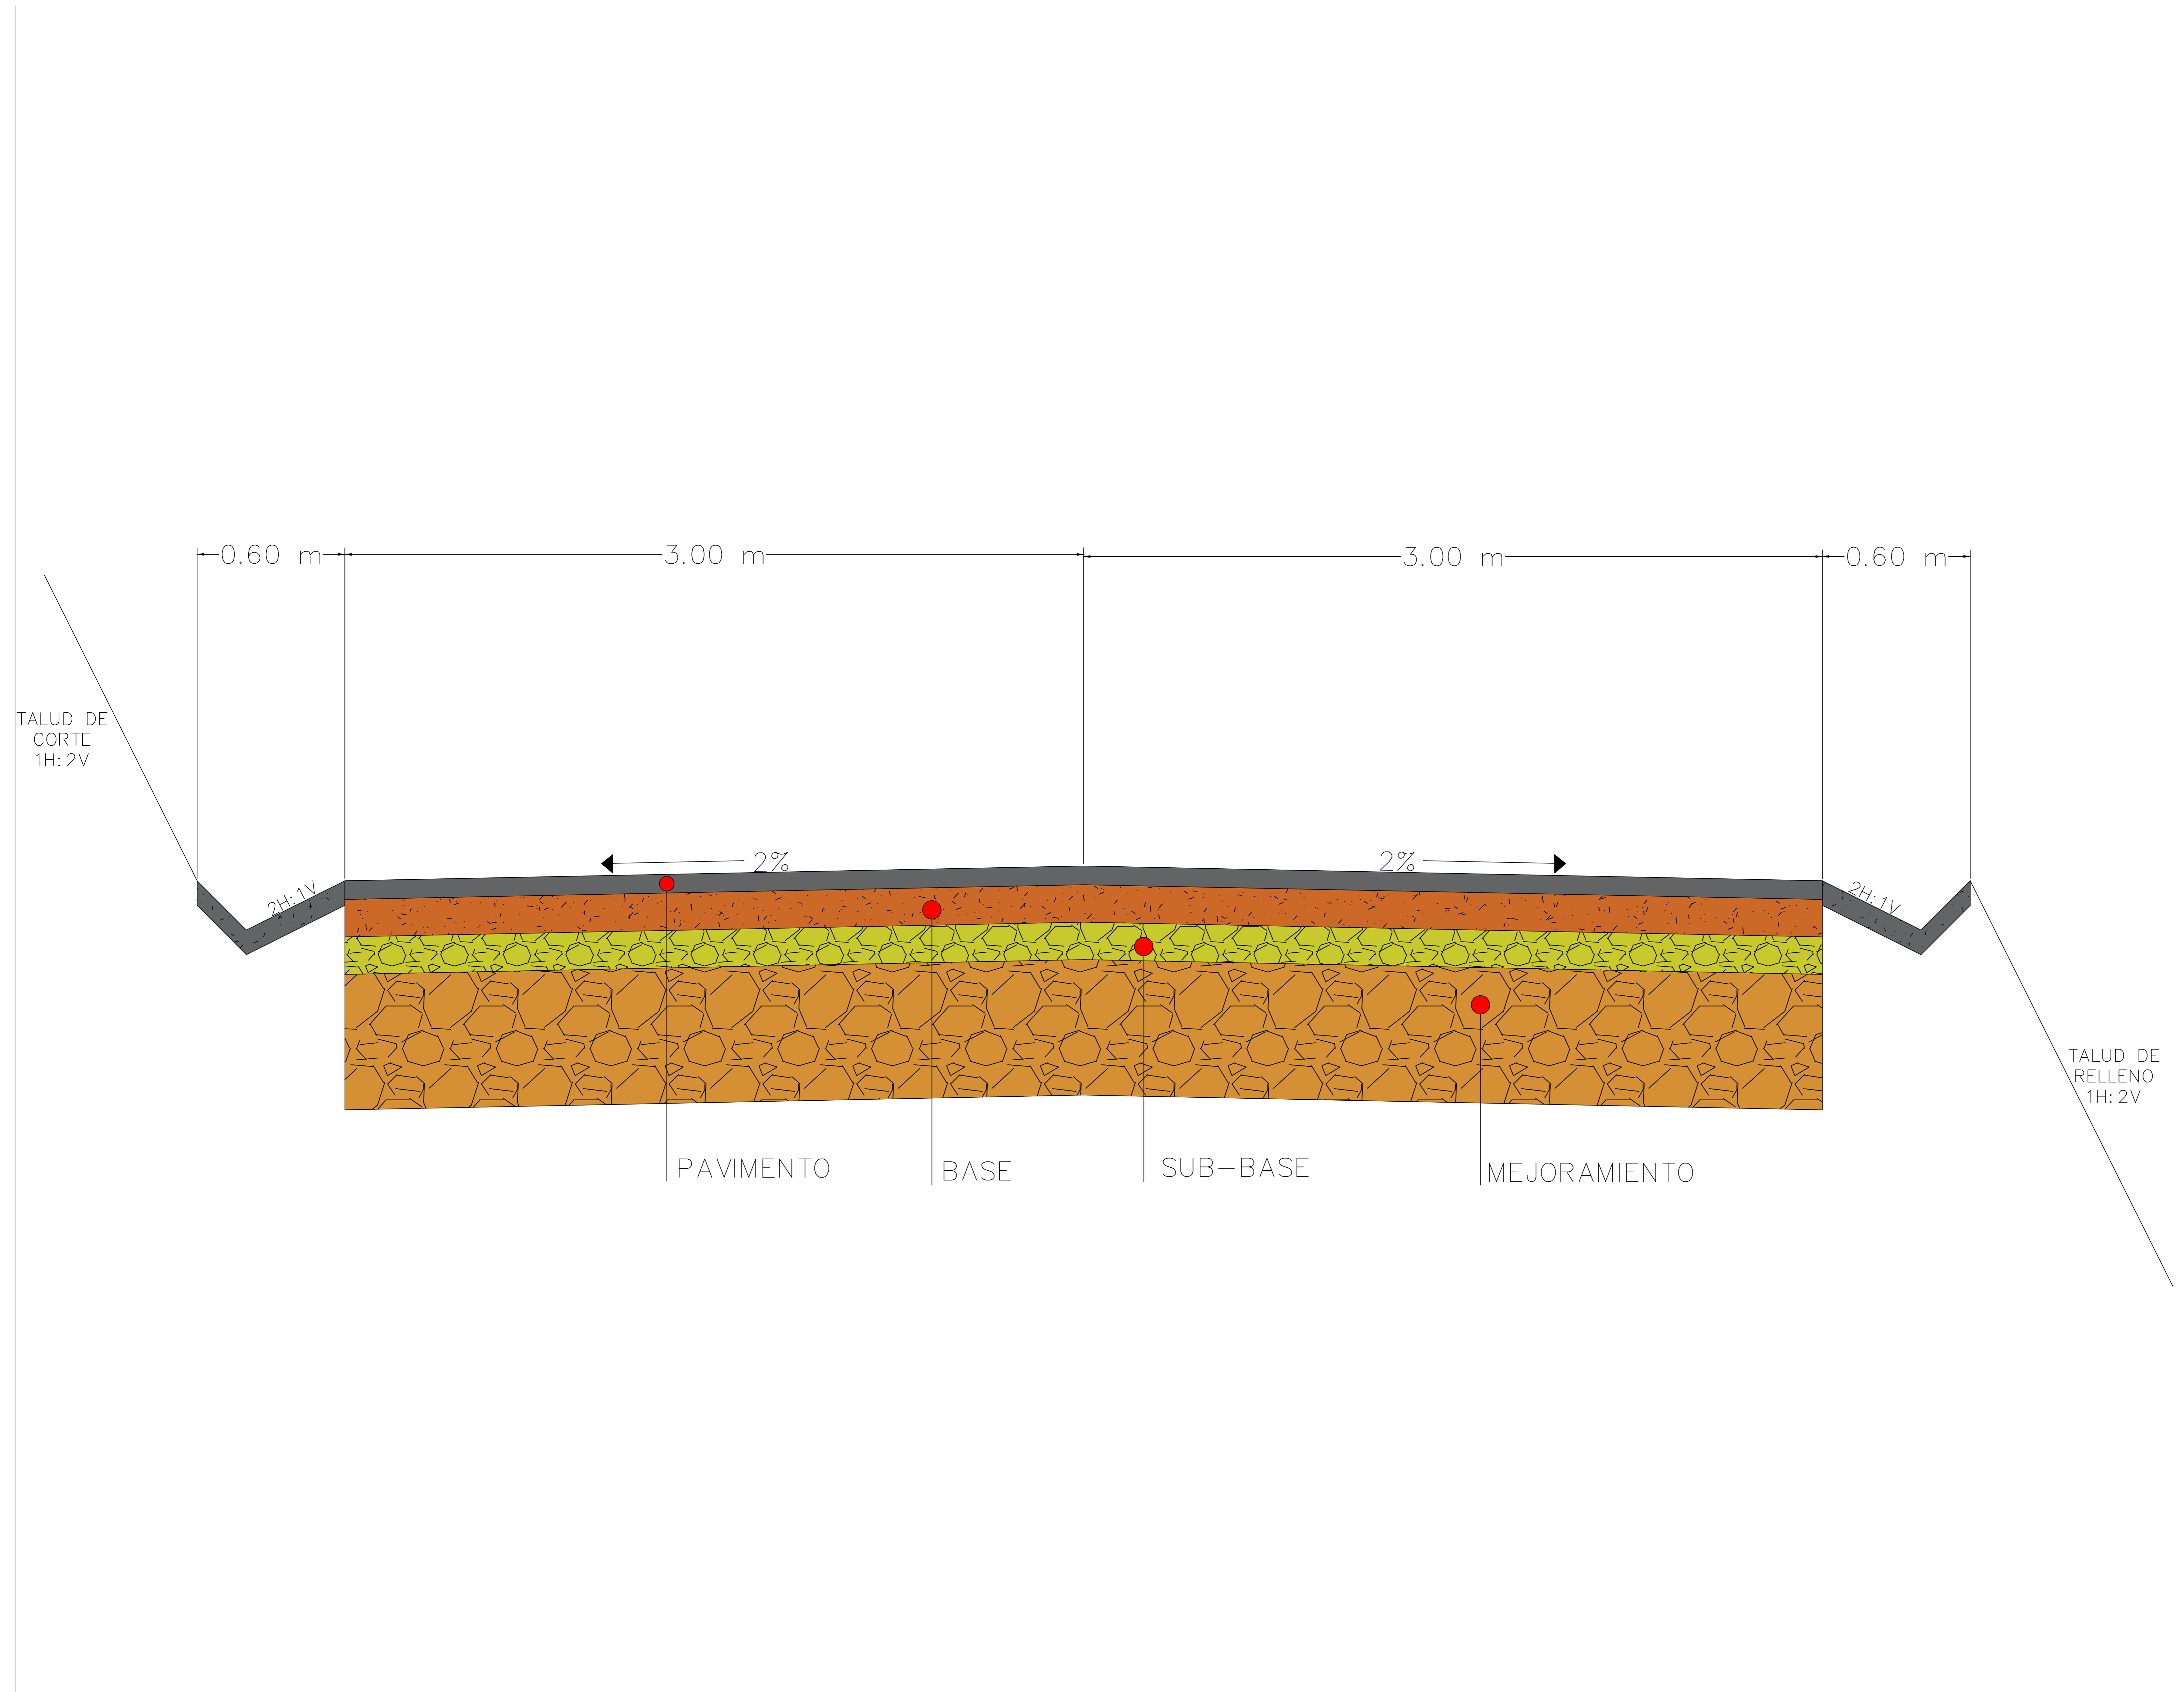 0.60 m
3.00 m
3.00 m
0.60 m
TALUD DE
CORTE
1H:2V
2%
2%
2H:1V
2H:1V
TALUD DE
RELLENO
1H:2V
PAVIMENTO
BASE
SUB-BASE
MEJORAMIENTO